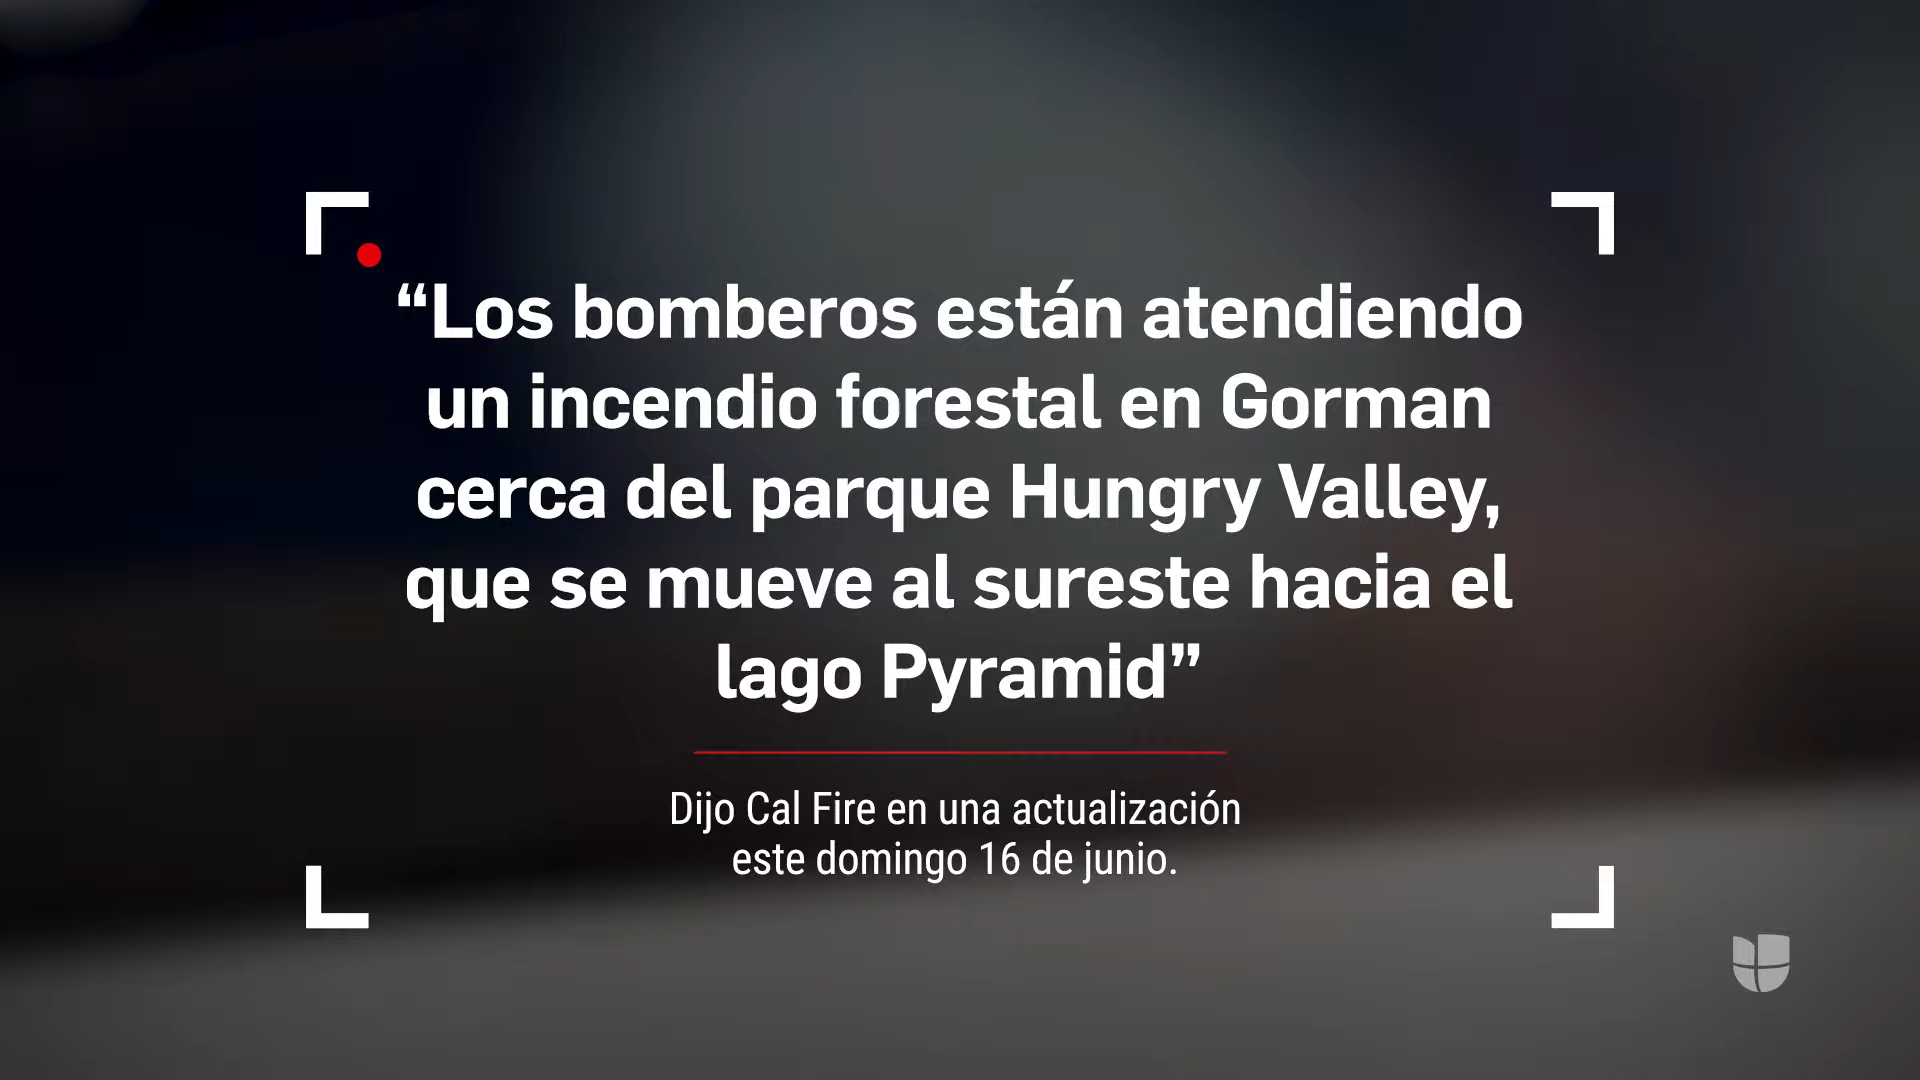 “Los bomberos están atendiendo
un incendio forestal en Gorman
cerca del parque Hungry Valley,
que se mueve al sureste hacia el
lago Pyramid”
Dijo Cal Fire en una actualización
este domingo 16 de junio.